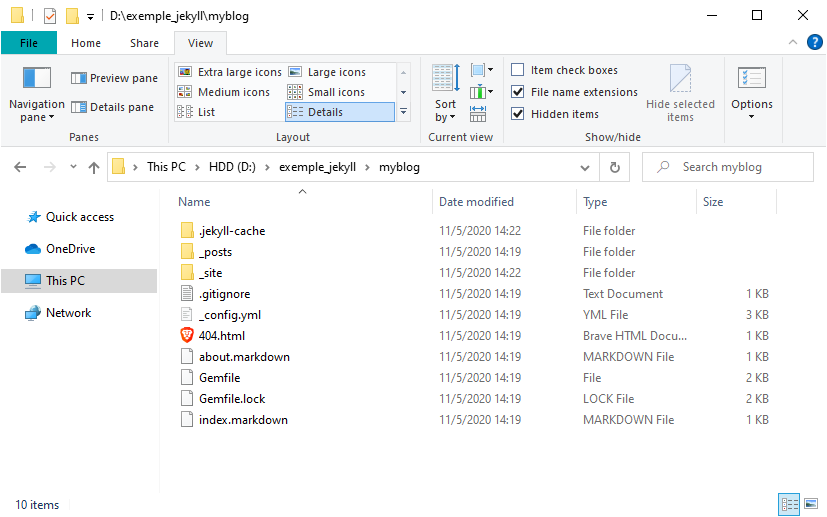 D:\exemple_jekyll\myblog
File Home Share View
Navigation pane
Preview pane
Details pane
Panes
Extra large icons Large icons
Medium icons Small icons
List Details
Layout
Sort by
Current view
Item check boxes
File name extensions
Hidden items
Hide selected items
Show/hide
Options
This PC > HDD (D:) > exemple_jekyll > myblog
Search myblog
Quick access
OneDrive
This PC
Network
Name Date modified Type Size
.jekyll-cache 11/5/2020 14:22 File folder
_posts 11/5/2020 14:19 File folder
_site 11/5/2020 14:22 File folder
.gitignore 11/5/2020 14:19 Text Document 1 KB
_config.yml 11/5/2020 14:19 YML File 3 KB
404.html 11/5/2020 14:19 Brave HTML Docu... 1 KB
about.markdown 11/5/2020 14:19 MARKDOWN File 1 KB
Gemfile 11/5/2020 14:19 File 2 KB
Gemfile.lock 11/5/2020 14:19 LOCK File 2 KB
index.markdown 11/5/2020 14:19 MARKDOWN File 1 KB
10 items